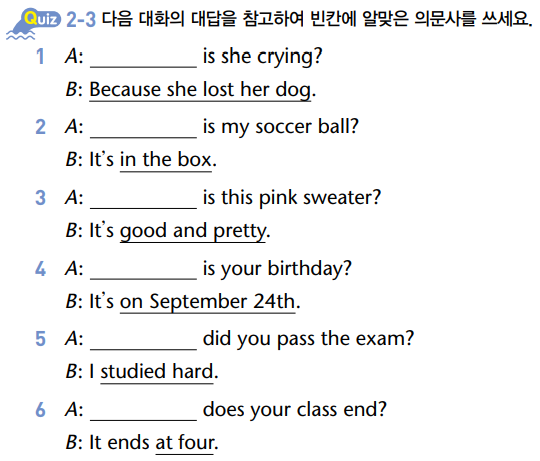 Quiz 2-3 다음 대화의 대답을 참고하여 빈칸에 알맞은 의문사를 쓰세요.
1 A: __________ is she crying?
B: Because she lost her dog.
2 A: __________ is my soccer ball?
B: It's in the box.
3 A: __________ is this pink sweater?
B: It's good and pretty.
4 A: __________ is your birthday?
B: It's on September 24th.
5 A: __________ did you pass the exam?
B: I studied hard.
6 A: __________ does your class end?
B: It ends at four.